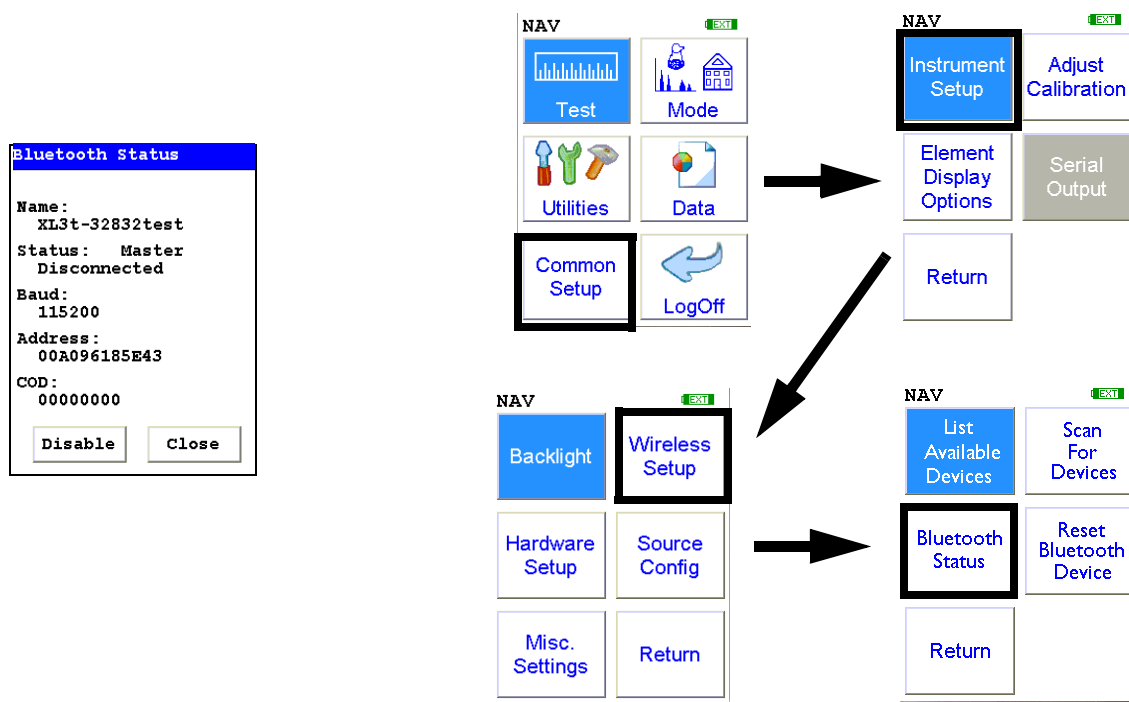 Bluetooth Status
Name:
XL3t-32832test
Status: Master
Disconnected
Baud:
115200
Address:
00A096185E43
COD:
00000000
Disable Close
NAV EXT
Test
Mode
Utilities
Data
Common
Setup
LogOff
NAV EXT
Instrument
Setup
Adjust
Calibration
Element
Display
Options
Serial
Output
Return
NAV EXT
Backlight
Wireless
Setup
Hardware
Setup
Source
Config
Misc.
Settings
Return
NAV EXT
List
Available
Devices
Scan
For
Devices
Bluetooth
Status
Reset
Bluetooth
Device
Return